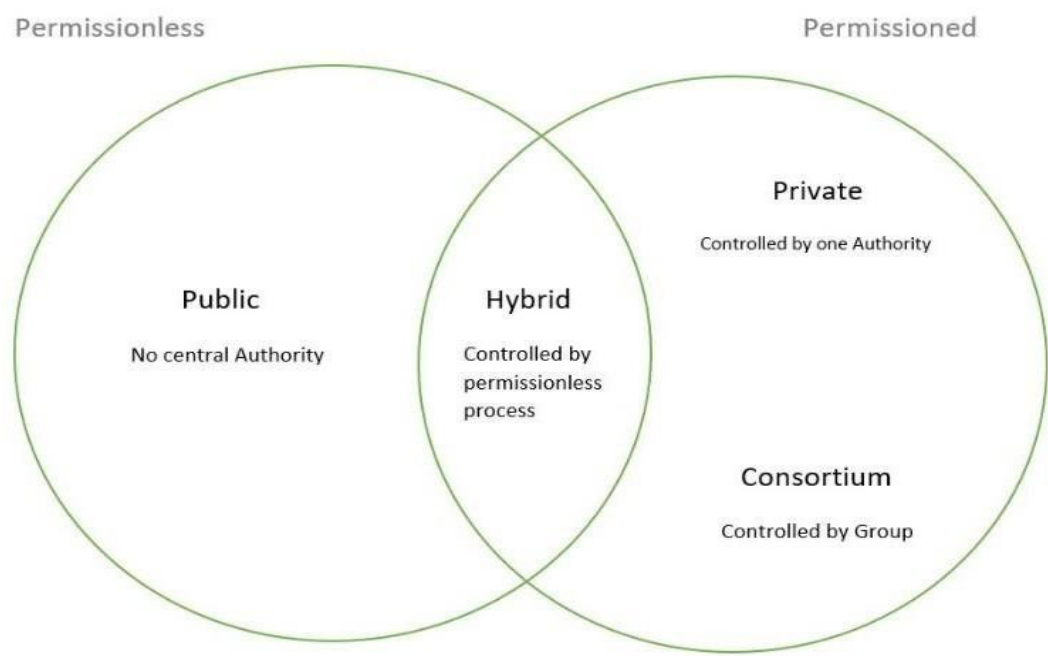 Permissionless
Permissioned
Public
No central Authority
Hybrid
Controlled by
permissionless
process
Private
Controlled by one Authority
Consortium
Controlled by Group